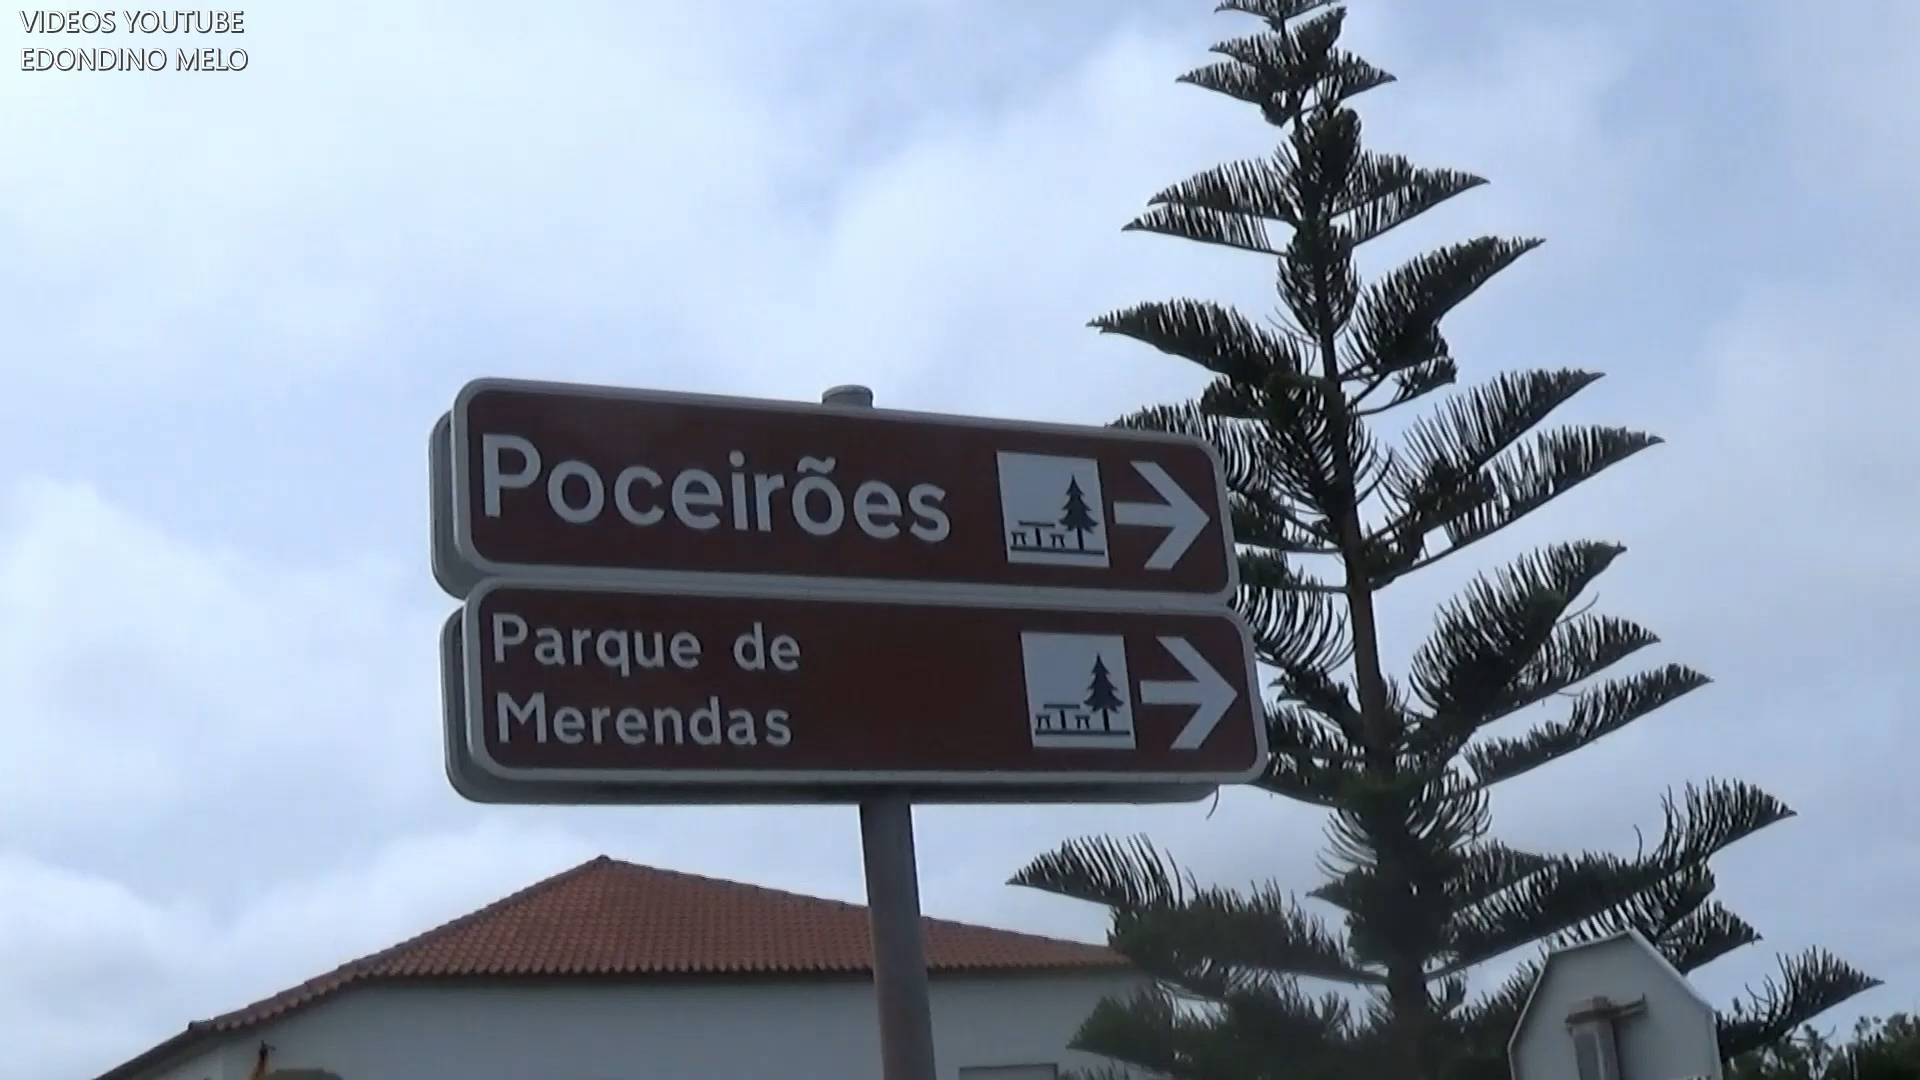 VIDEOS YOUTUBE
EDONDINO MELO
Poceirões
Parque de
Merendas